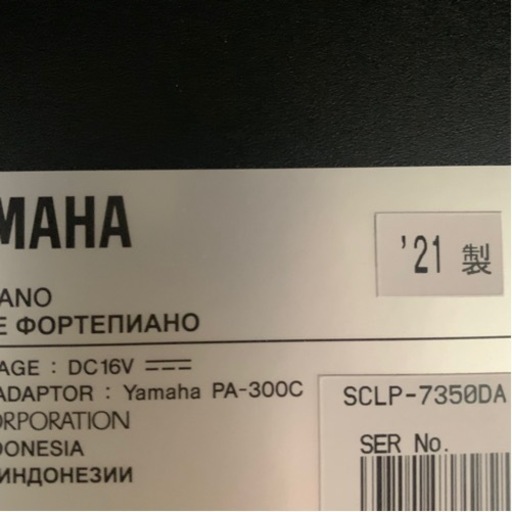 MAHA
'21 製
ANO
E ФОРТЕПИАНО
AGE : DC16V
ADAPTOR : Yamaha PA-300C
SCLP-7350DA
ORPORATION
SER No.
ONESIA
ИНДОНЕЗИИ